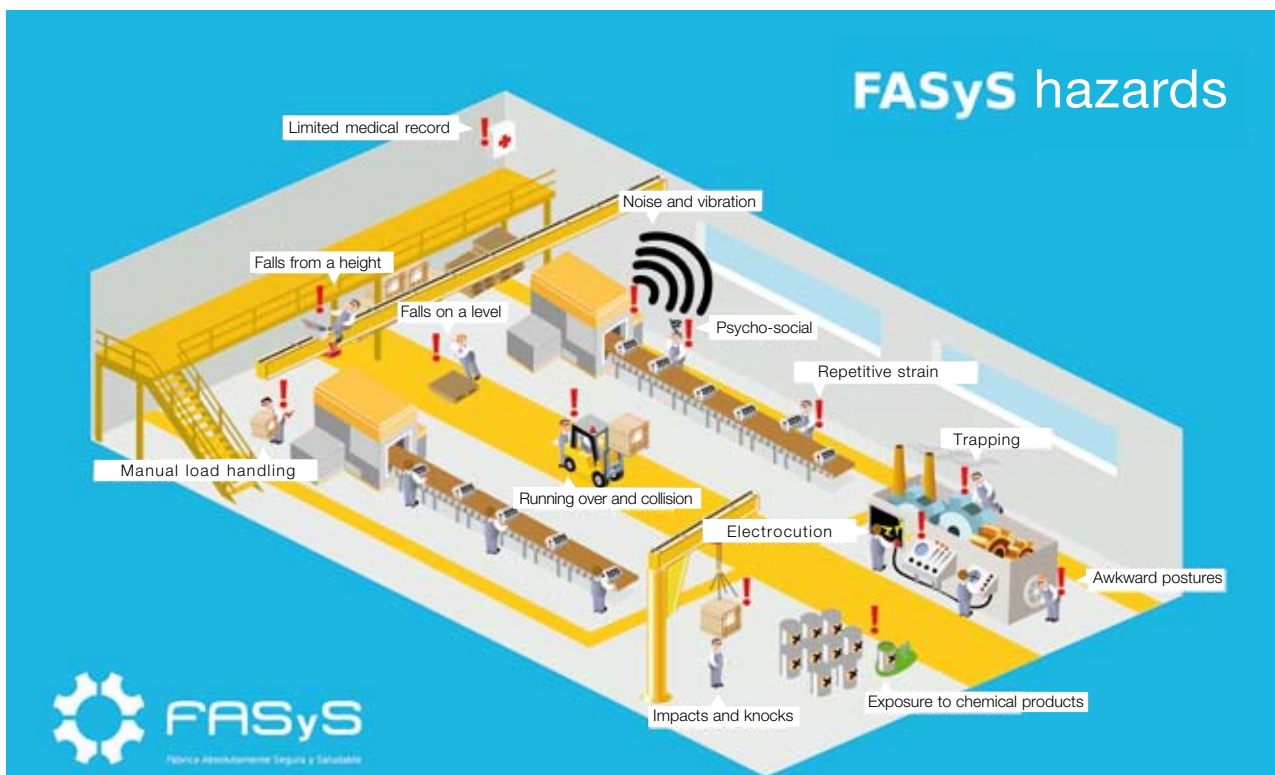 FASyS hazards
Limited medical record
Noise and vibration
Falls from a height
Falls on a level
Psycho-social
Repetitive strain
Trapping
Manual load handling
Running over and collision
Electrocution
Awkward postures
Exposure to chemical products
Impacts and knocks
FASyS
Fábrica Absolutamente Segura y Saludable